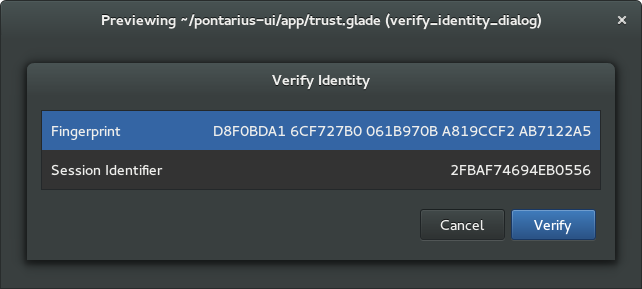 Previewing ~/pontarius-ui/app/trust.glade (verify_identity_dialog)
Verify Identity
Fingerprint D8F0BDA1 6CF727B0 061B970B A819CCF2 AB7122A5
Session Identifier 2FBAF74694EB0556
Cancel Verify